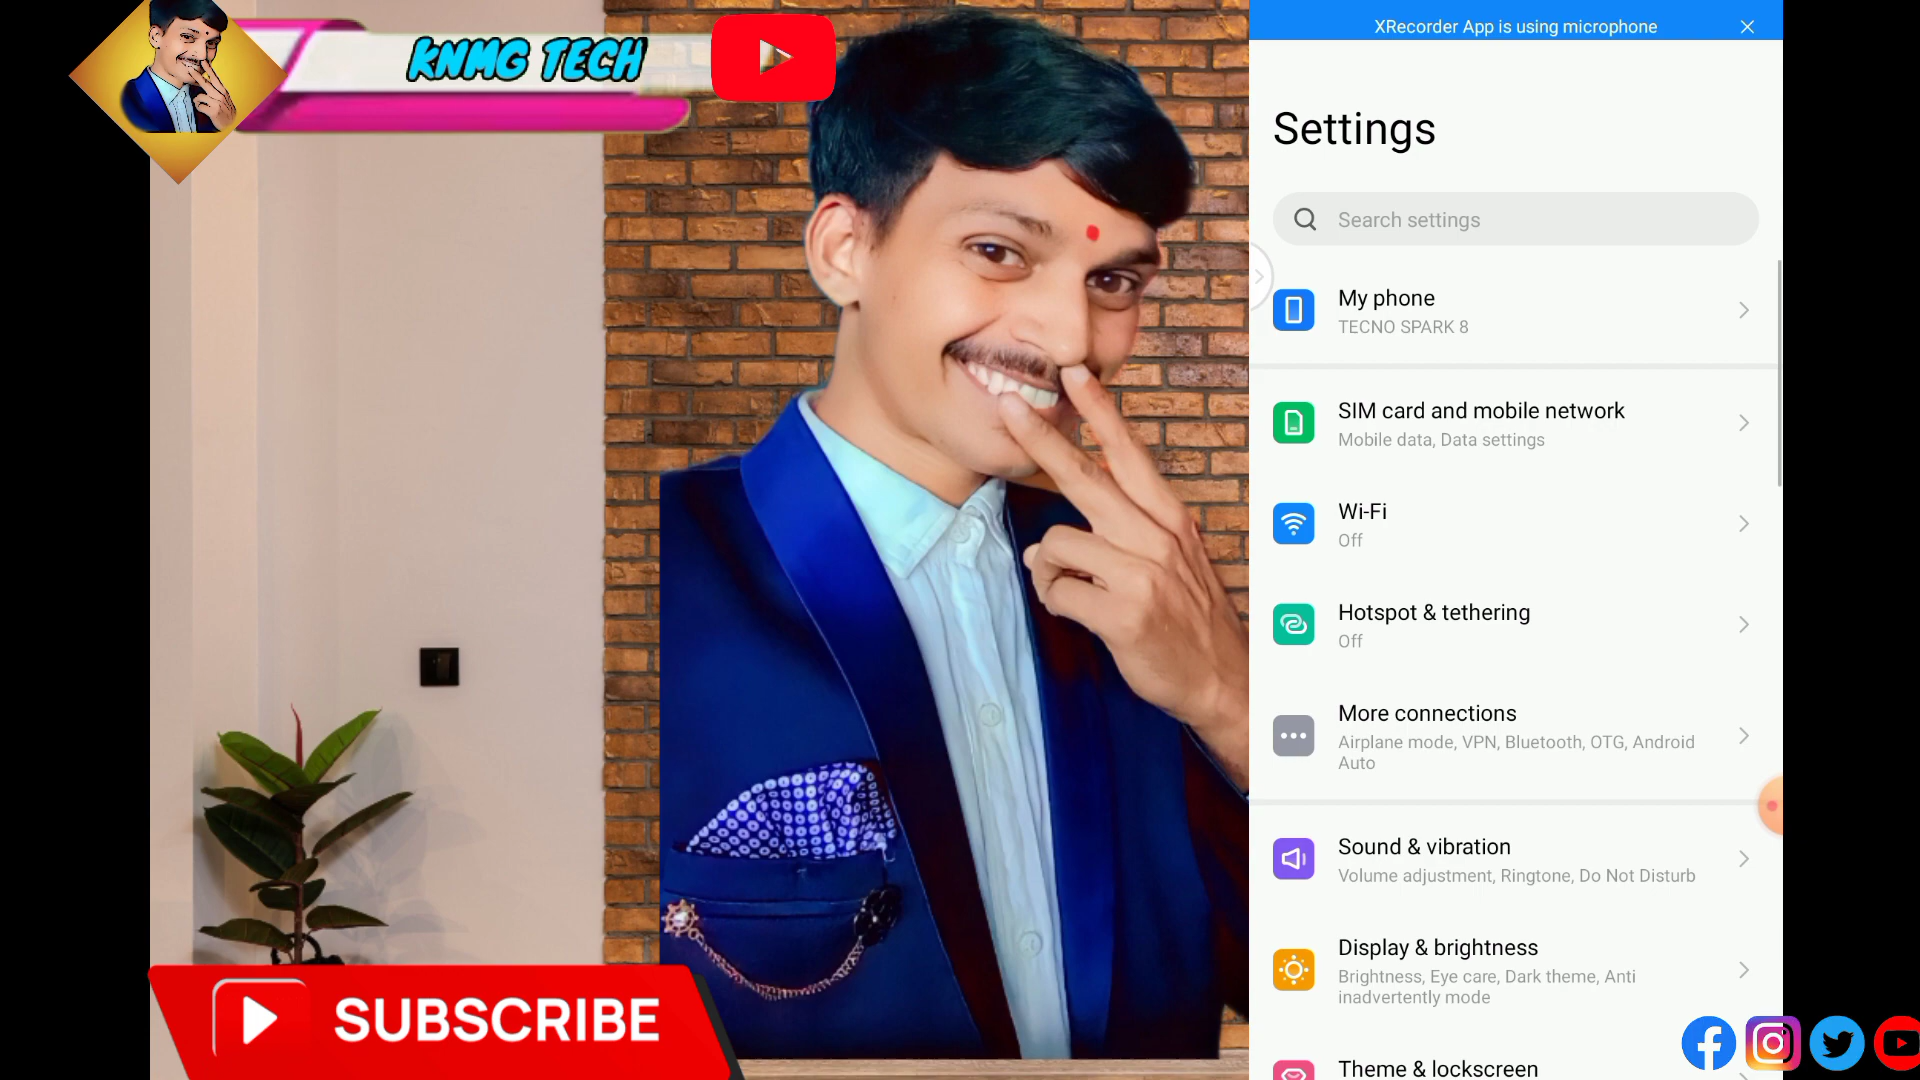 KNMG TECH
XRecorder App is using microphone
Settings
Search settings
My phone
TECNO SPARK 8
SIM card and mobile network
Mobile data, Data settings
Wi-Fi
Off
Hotspot & tethering
Off
More connections
Airplane mode, VPN, Bluetooth, OTG, Android
Auto
Sound & vibration
Volume adjustment, Ringtone, Do Not Disturb
Display & brightness
Brightness, Eye care, Dark theme, Anti
inadvertently mode
Theme & lockscreen
SUBSCRIBE